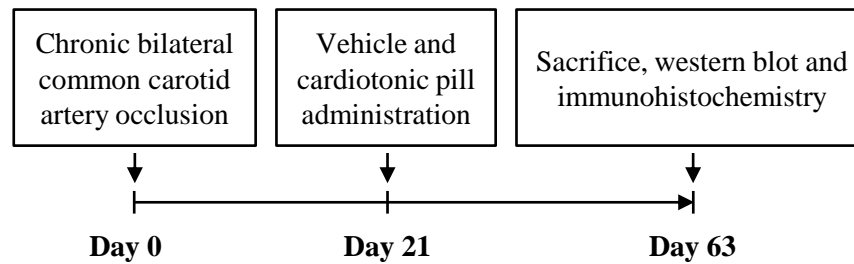 Chronic bilateral
common carotid
artery occlusion
Vehicle and
cardiotonic pill
administration
Sacrifice, western blot and
immunohistochemistry
Day 0
Day 21
Day 63